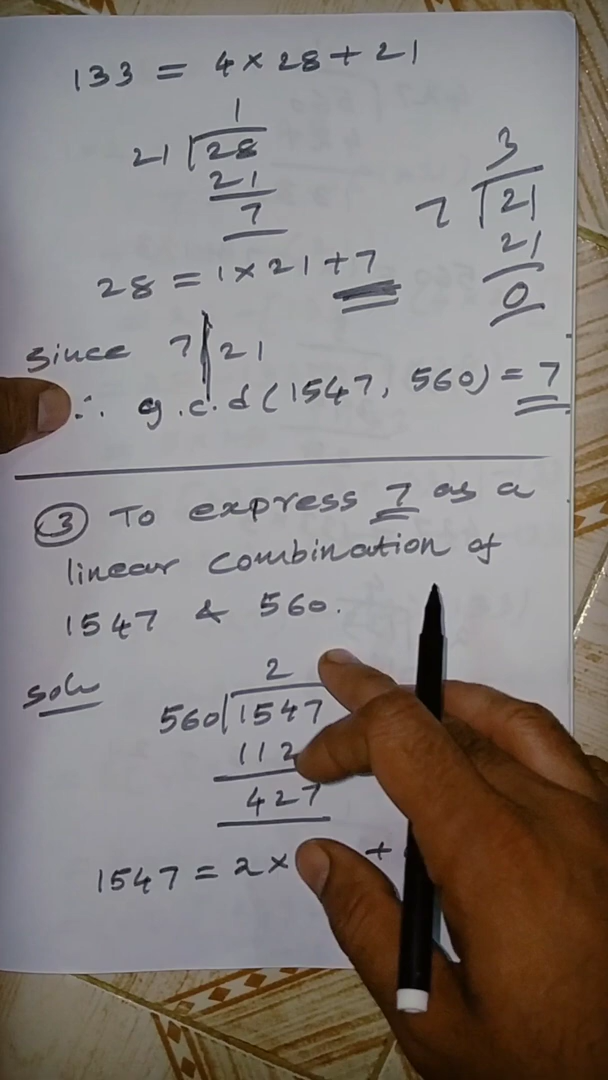 133 = 4 × 28 + 21
1
21 28
21
7
3
7 21
21
0
28 = 1 × 21 + 7
Since 7 | 21
∴ g.c.d (1547, 560) = 7
③ To express 7 as a
linear combination of
1547 & 560.
Soln
2
560 1547
112
427
1547 = 2 × +